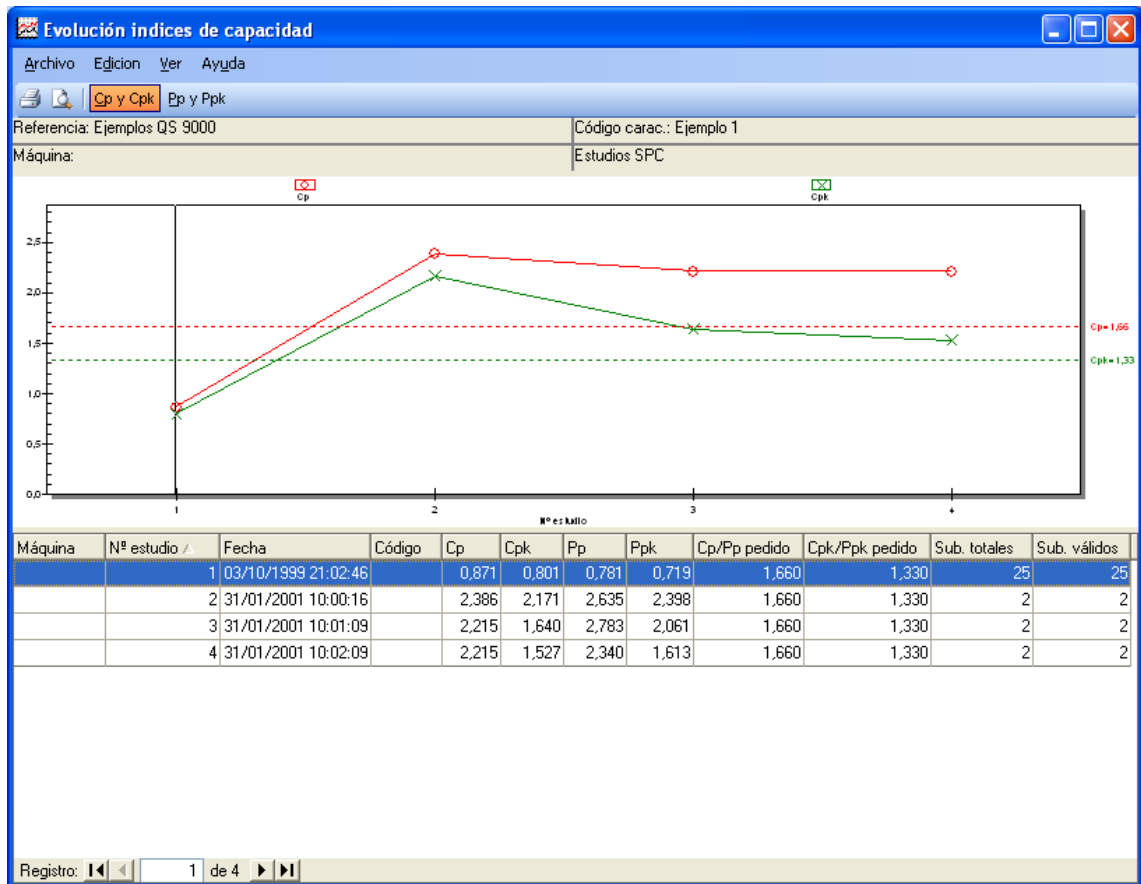 Evolución indices de capacidad
Archivo Edicion Ver Ayuda
Cp y Cpk Pp y Ppk
Referencia: Ejemplos QS 9000 Código carac.: Ejemplo 1
Máquina: Estudios SPC
Cp Cpk
2,5
2,0
Cp=1,66
1,5
Cpk=1,33
1,0
0,5
0,0
1 2 3 4
Nº estudio
Máquina Nº estudio Fecha Código Cp Cpk Pp Ppk Cp/Pp pedido Cpk/Ppk pedido Sub. totales Sub. válidos
1 03/10/1999 21:02:46 0,871 0,801 0,781 0,719 1,660 1,330 25 25
2 31/01/2001 10:00:16 2,386 2,171 2,635 2,398 1,660 1,330 2 2
3 31/01/2001 10:01:09 2,215 1,640 2,783 2,061 1,660 1,330 2 2
4 31/01/2001 10:02:09 2,215 1,527 2,340 1,613 1,660 1,330 2 2
Registro: 1 de 4